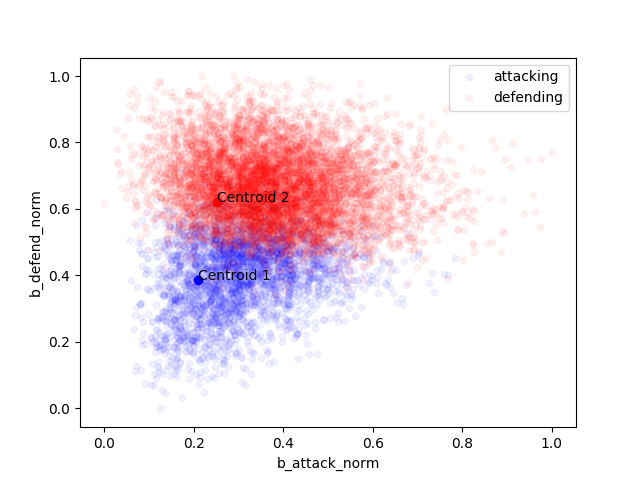 attacking
defending
1.0
0.8
0.6
0.4
0.2
0.0
b_defend_norm
Centroid 2
Centroid 1
0.0 0.2 0.4 0.6 0.8 1.0
b_attack_norm